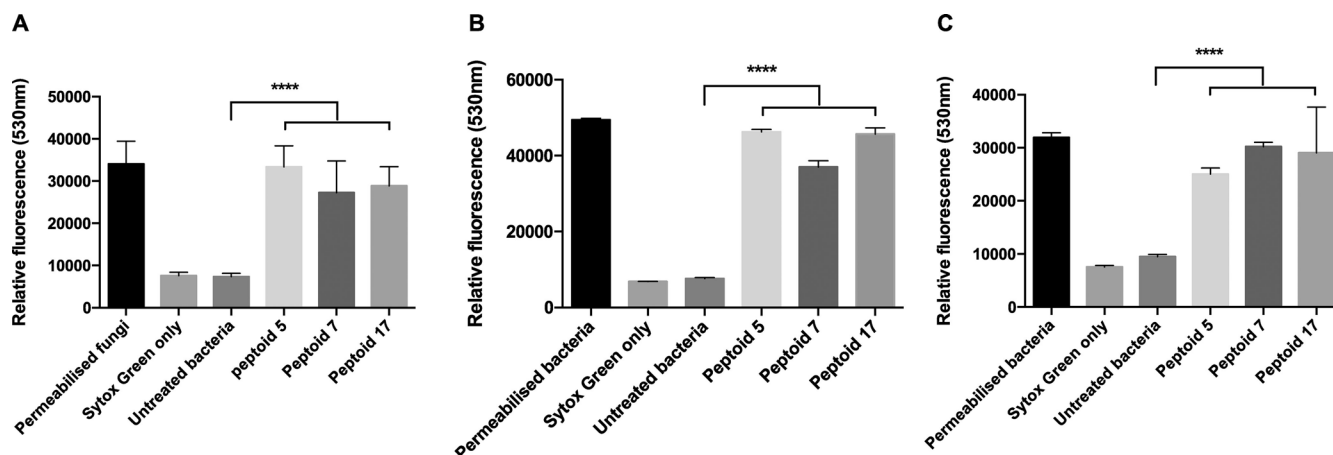 A
Relative fluorescence (530nm)
50000
40000
30000
20000
10000
0
****
Permeabilised fungi
Sytox Green only
Untreated bacteria
peptoid 5
Peptoid 7
Peptoid 17
B
Relative fluorescence (530nm)
60000
40000
20000
0
****
Permeabilised bacteria
Sytox Green only
Untreated bacteria
Peptoid 5
Peptoid 7
Peptoid 17
C
Relative fluorescence (530nm)
40000
30000
20000
10000
0
****
Permeabilised bacteria
Sytox Green only
Untreated bacteria
Peptoid 5
Peptoid 7
Peptoid 17